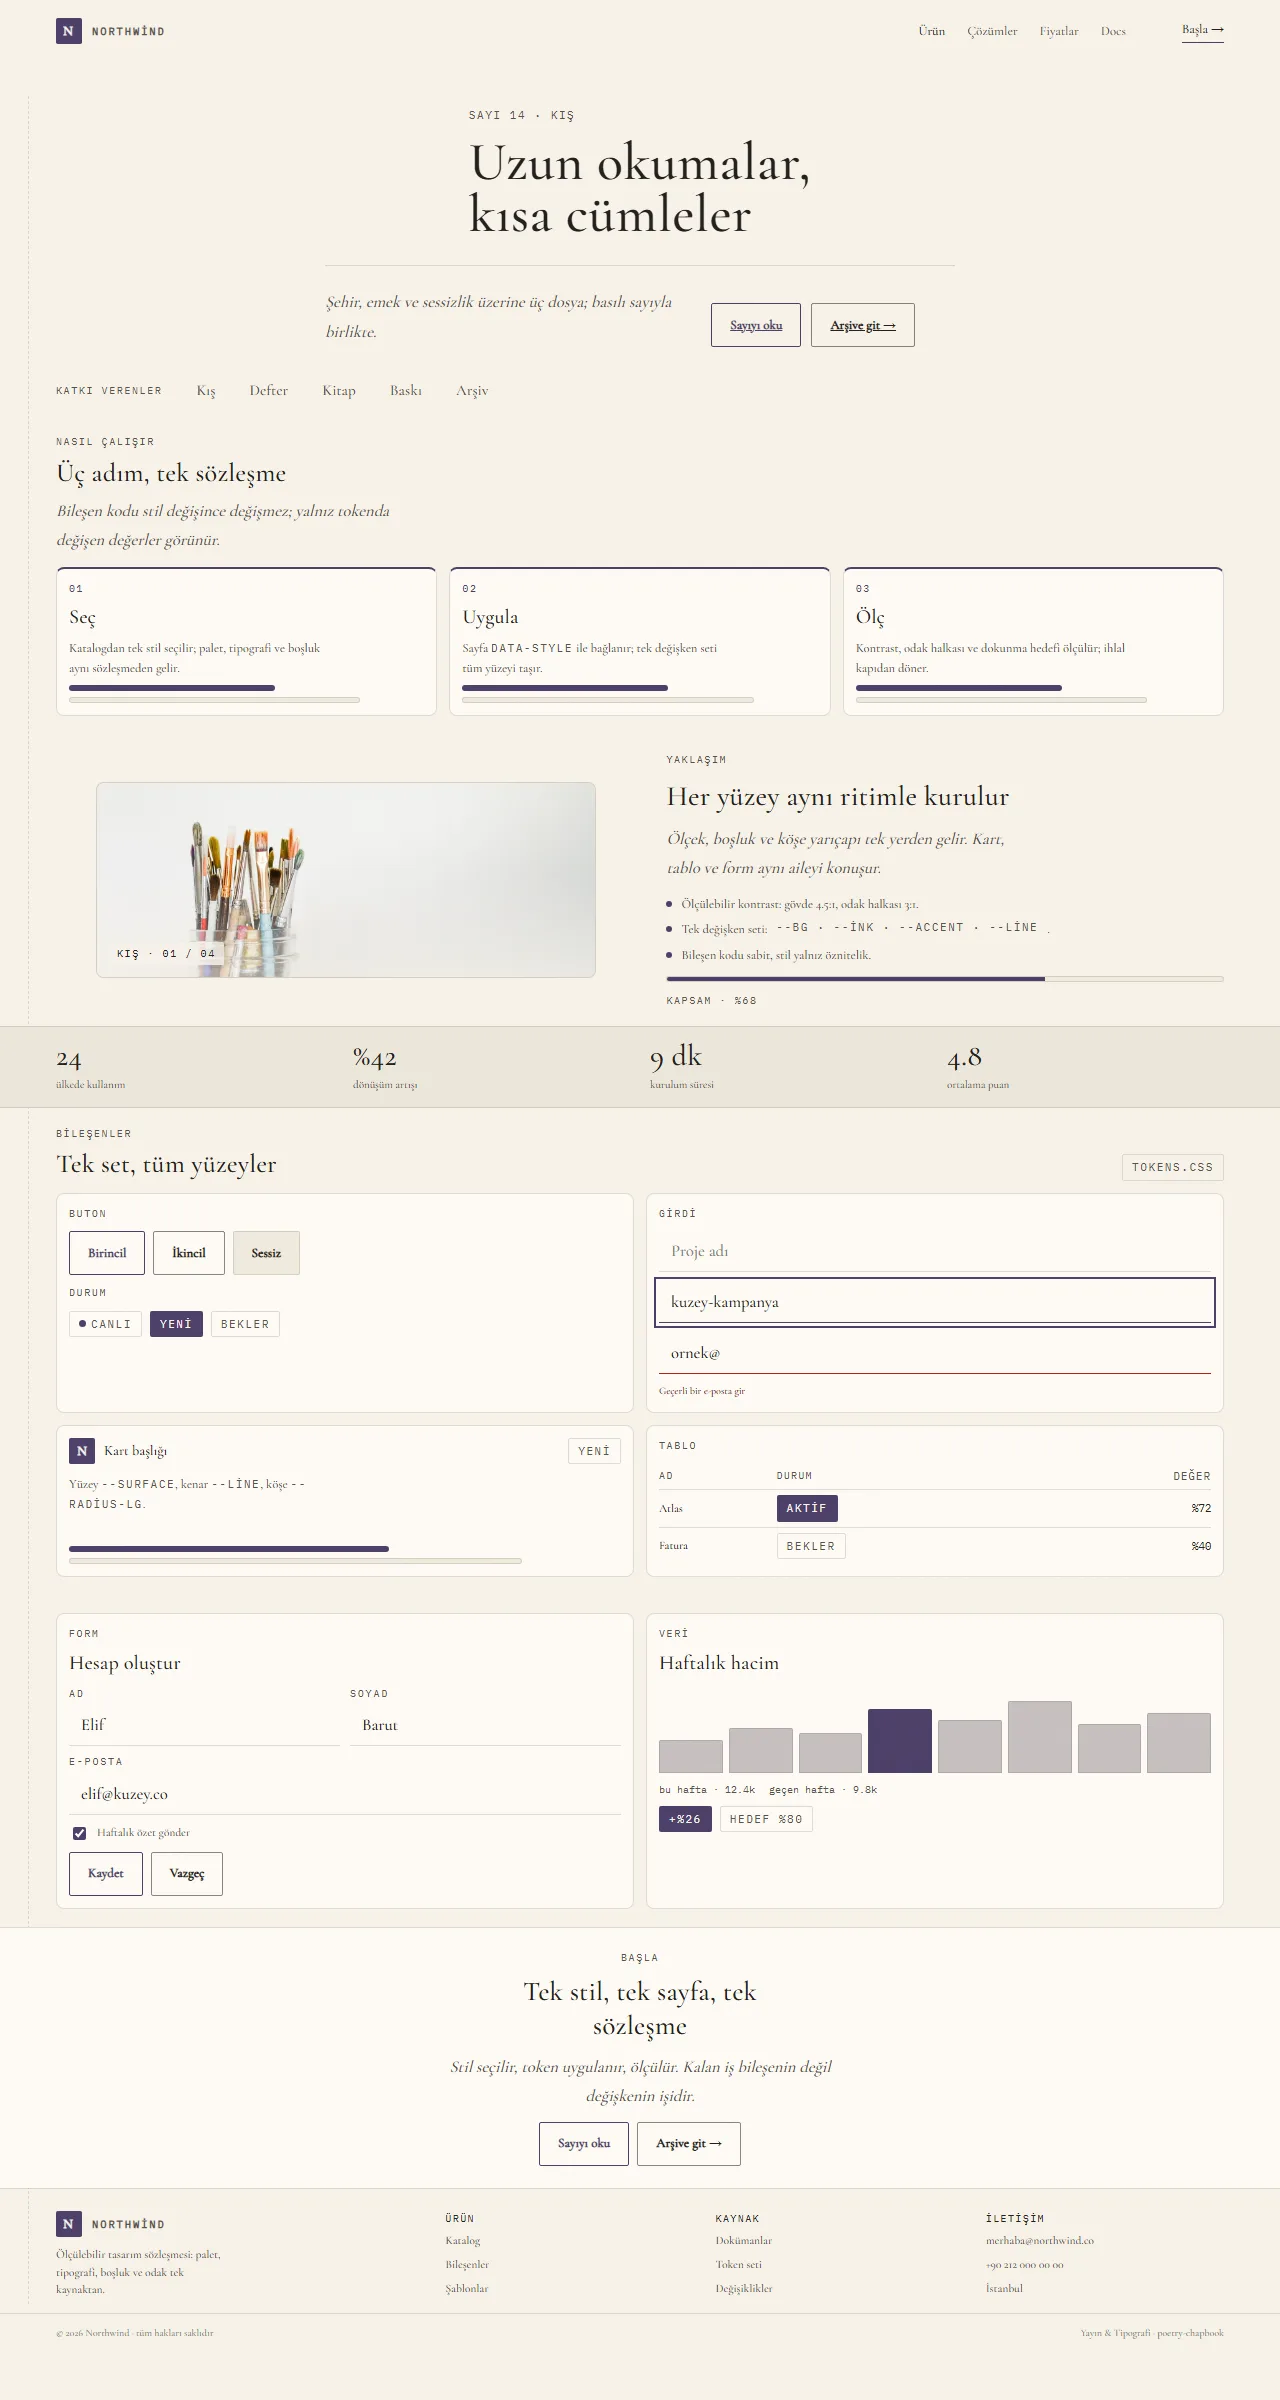 N NORTHWİND
Ürün Çözümler Fiyatlar Docs Başla →
SAYI 14 · KIŞ
Uzun okumalar,
kısa cümleler
Şehir, emek ve sessizlik üzerine üç dosya; basılı sayıyla
birlikte.
Sayıyı oku Arşive git →
KATKI VERENLER Kış Defter Kitap Baskı Arşiv
NASIL ÇALIŞIR
Üç adım, tek sözleşme
Bileşen kodu stil değişince değişmez; yalnız tokenda
değişen değerler görünür.
01
Seç
Katalogdan tek stil seçilir; palet, tipografi ve boşluk
aynı sözleşmeden gelir.
02
Uygula
Sayfa DATA-STYLE ile bağlanır; tek değişken seti
tüm yüzeyi taşır.
03
Ölç
Kontrast, odak halkası ve dokunma hedefi ölçülür; ihlal
kapıdan döner.
KIŞ · 01 / 04
YAKLAŞIM
Her yüzey aynı ritimle kurulur
Ölçek, boşluk ve köşe yarıçapı tek yerden gelir. Kart,
tablo ve form aynı aileyi konuşur.
Ölçülebilir kontrast: gövde 4.5:1, odak halkası 3:1.
Tek değişken seti: --BG · --İNK · --ACCENT · --LİNE .
Bileşen kodu sabit, stil yalnız öznitelik.
KAPSAM · %68
24
ülkede kullanım
%42
dönüşüm artışı
9 dk
kurulum süresi
4.8
ortalama puan
BİLEŞENLER
Tek set, tüm yüzeyler
TOKENS.CSS
BUTON
Birincil İkincil Sessiz
DURUM
CANLI YENİ BEKLER
GİRDİ
Proje adı
kuzey-kampanya
ornek@
Geçerli bir e-posta gir
N Kart başlığı YENİ
Yüzey --SURFACE, kenar --LİNE, köşe --
RADİUS-LG.
TABLO
AD DURUM DEĞER
Atlas AKTİF %72
Fatura BEKLER %40
FORM
Hesap oluştur
AD SOYAD
Elif Barut
E-POSTA
elif@kuzey.co
Haftalık özet gönder
Kaydet Vazgeç
VERİ
Haftalık hacim
bu hafta · 12.4k geçen hafta · 9.8k
+%26 HEDEF %80
BAŞLA
Tek stil, tek sayfa, tek
sözleşme
Stil seçilir, token uygulanır, ölçülür. Kalan iş bileşenin değil
değişkenin işidir.
Sayıyı oku Arşive git →
N NORTHWİND
Ölçülebilir tasarım sözleşmesi: palet,
tipografi, boşluk ve odak tek
kaynaktan.
ÜRÜN
Katalog
Bileşenler
Şablonlar
KAYNAK
Dokümanlar
Token seti
Değişiklikler
İLETİŞİM
merhaba@northwind.co
+90 212 000 00 00
İstanbul
© 2026 Northwind · tüm hakları saklıdır
Yayın & Tipografi · poetry-chapbook